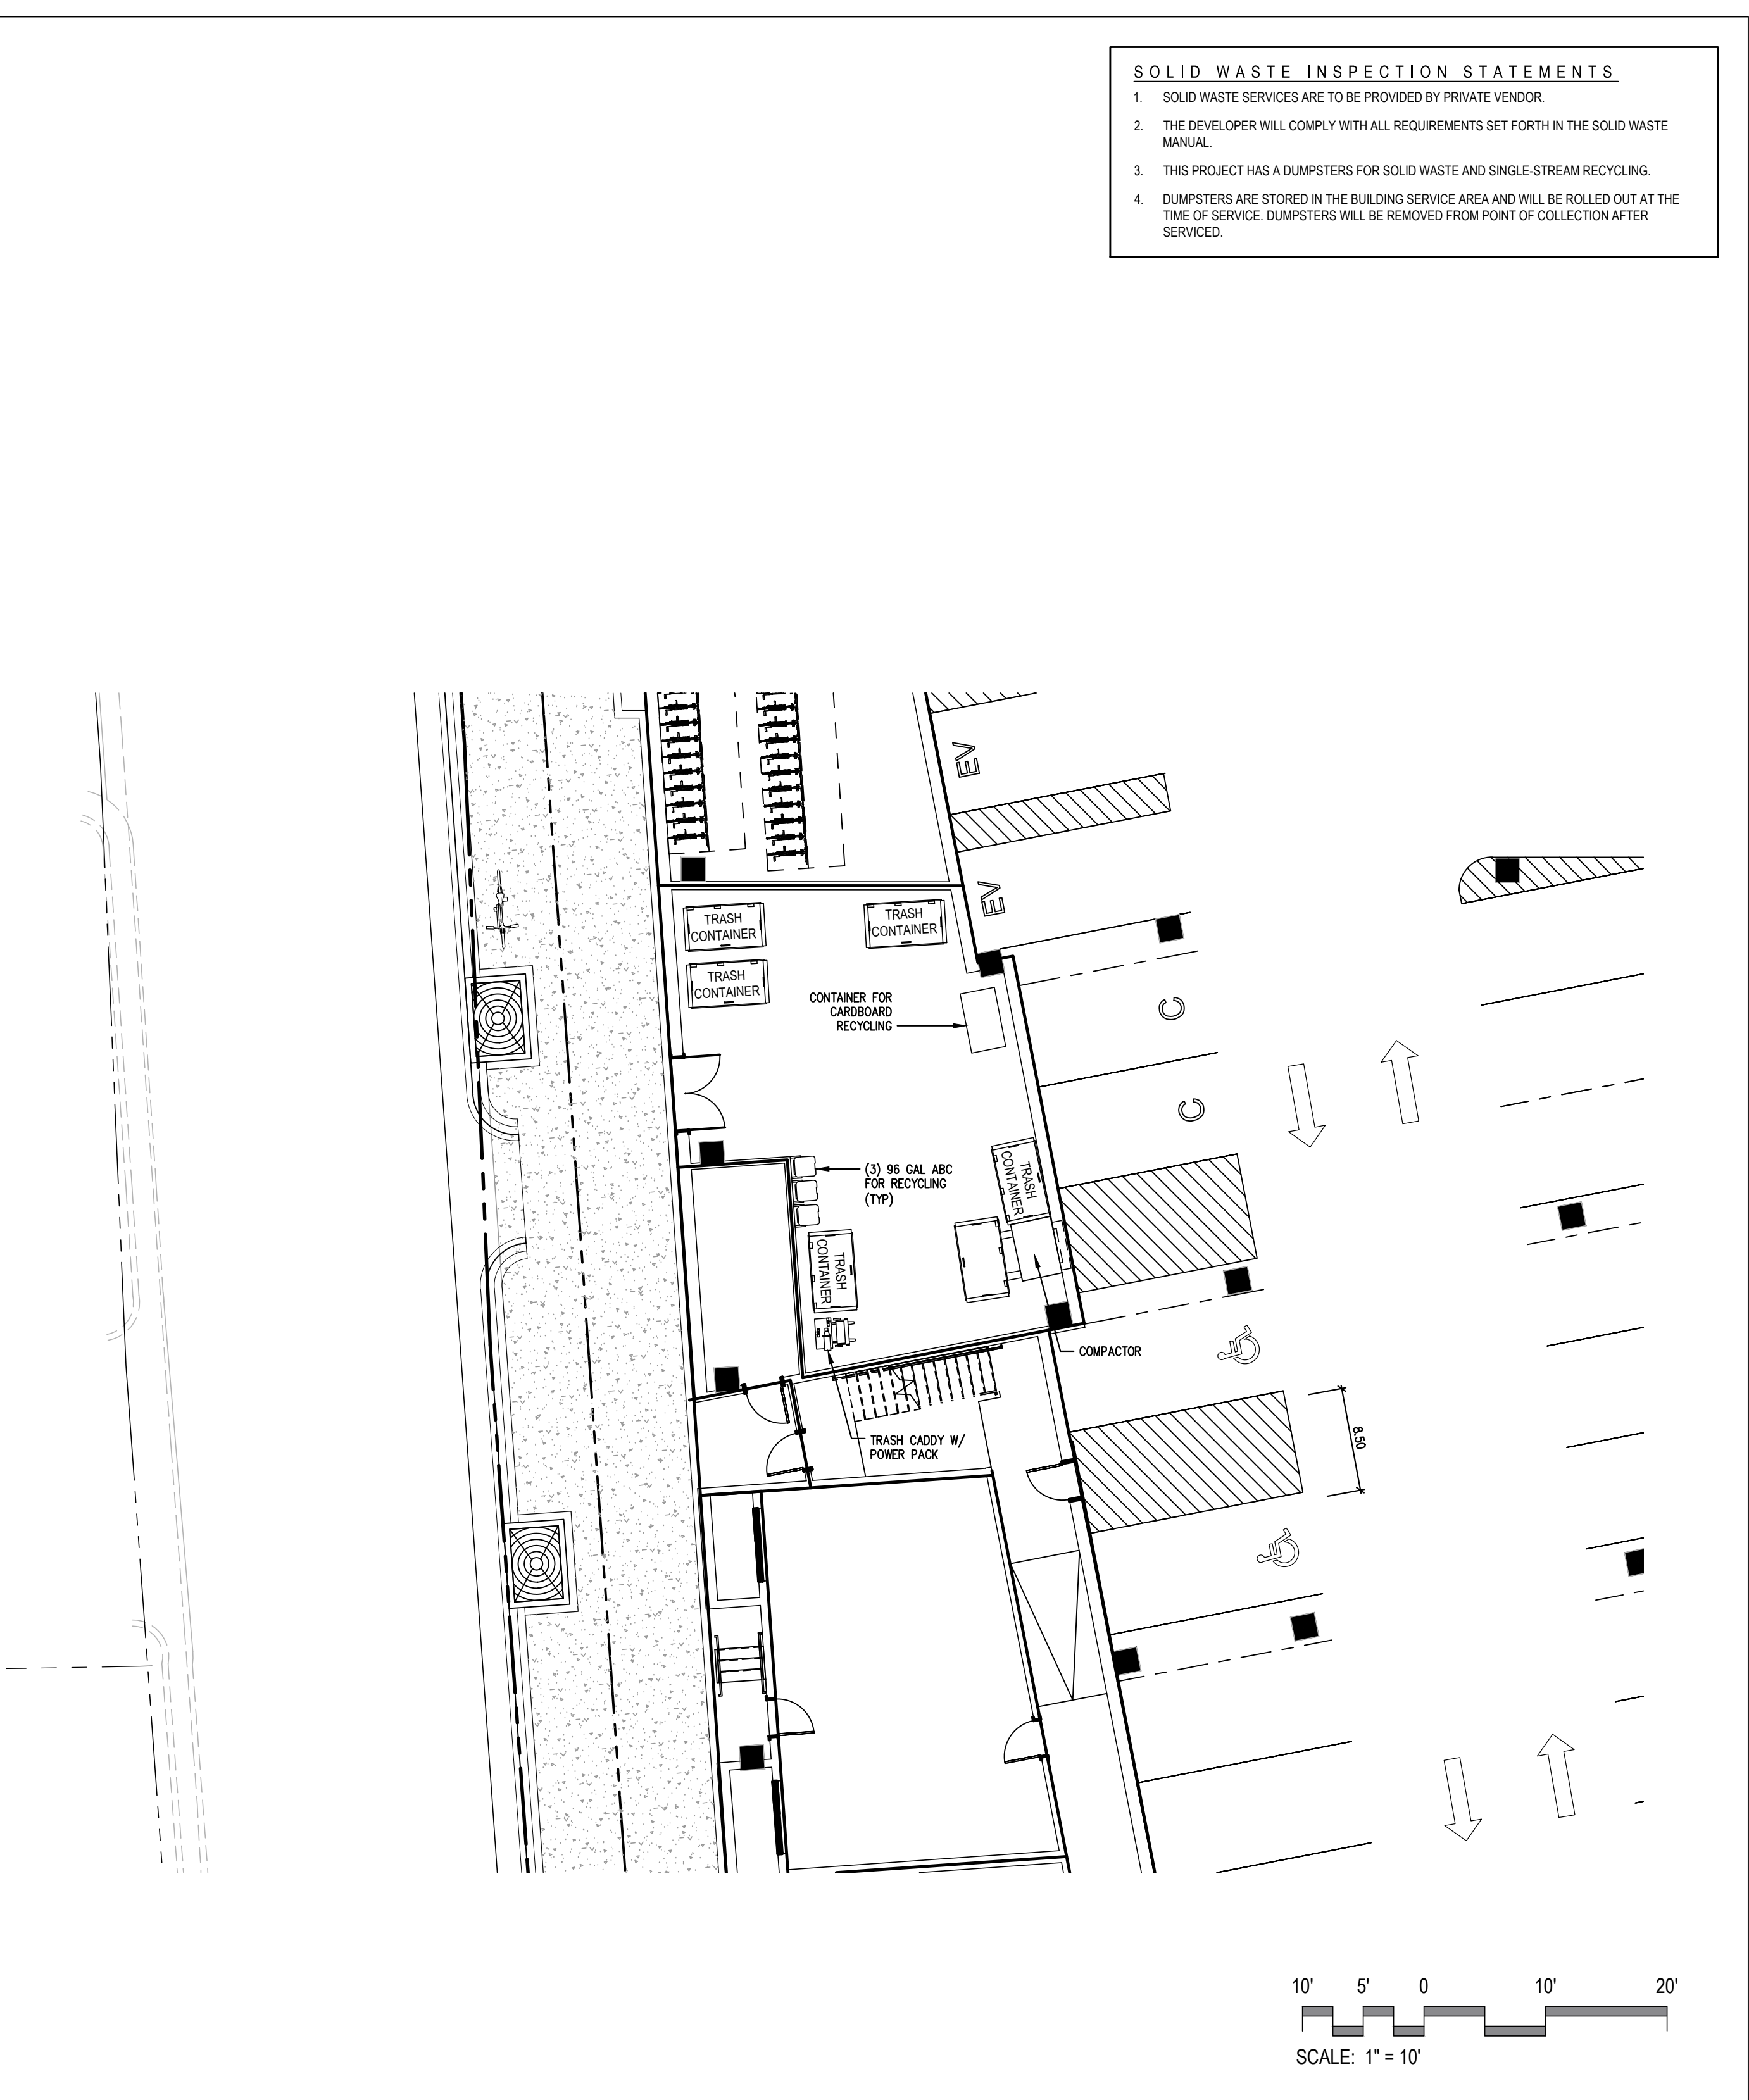 SOLID WASTE INSPECTION STATEMENTS
1. SOLID WASTE SERVICES ARE TO BE PROVIDED BY PRIVATE VENDOR.
2. THE DEVELOPER WILL COMPLY WITH ALL REQUIREMENTS SET FORTH IN THE SOLID WASTE
MANUAL.
3. THIS PROJECT HAS A DUMPSTERS FOR SOLID WASTE AND SINGLE-STREAM RECYCLING.
4. DUMPSTERS ARE STORED IN THE BUILDING SERVICE AREA AND WILL BE ROLLED OUT AT THE
TIME OF SERVICE. DUMPSTERS WILL BE REMOVED FROM POINT OF COLLECTION AFTER
SERVICED.
EV
EV
TRASH
CONTAINER
TRASH
CONTAINER
TRASH
CONTAINER
CONTAINER FOR
CARDBOARD
RECYCLING
C
C
(3) 96 GAL ABC
FOR RECYCLING
(TYP)
TRASH
CONTAINER
TRASH
CONTAINER
COMPACTOR
TRASH CADDY W/
POWER PACK
8.50
10' 5' 0 10' 20'
SCALE: 1" = 10'